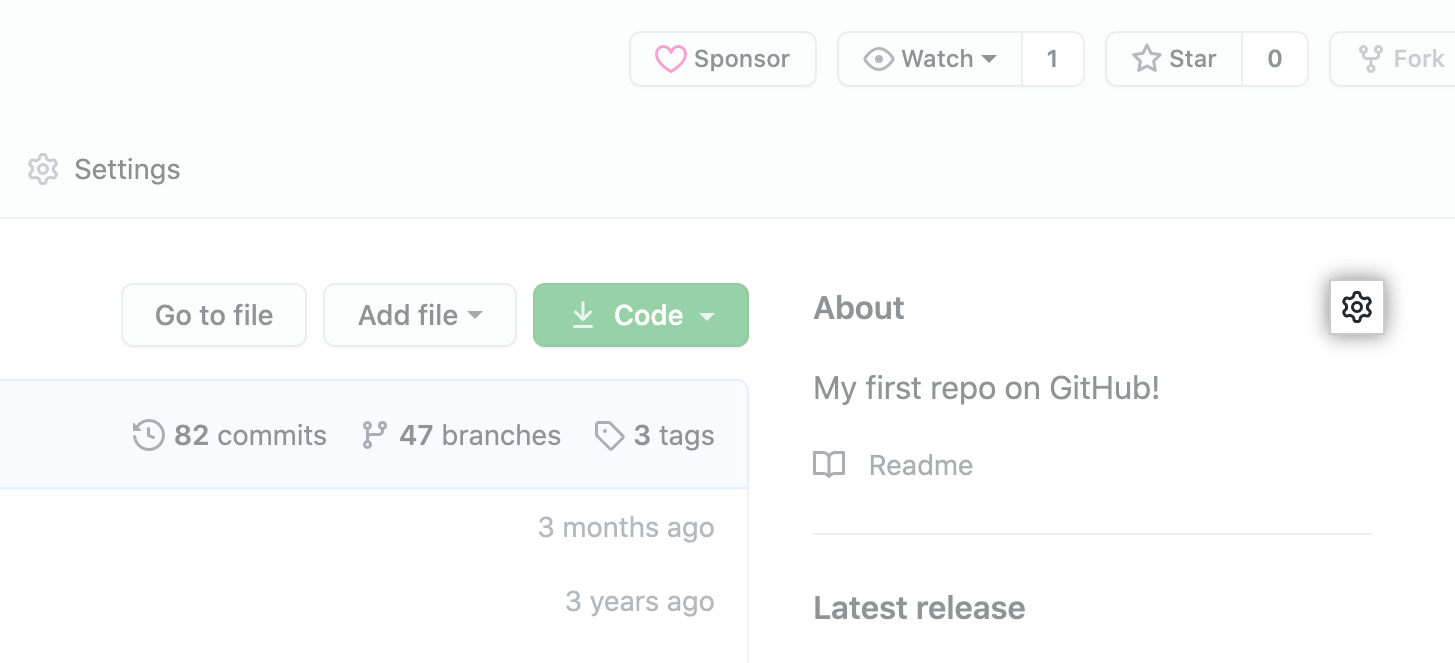 Sponsor Watch 1 Star 0 Fork
Settings
Go to file Add file Code
About
My first repo on GitHub!
82 commits 47 branches 3 tags
Readme
3 months ago
3 years ago
Latest release